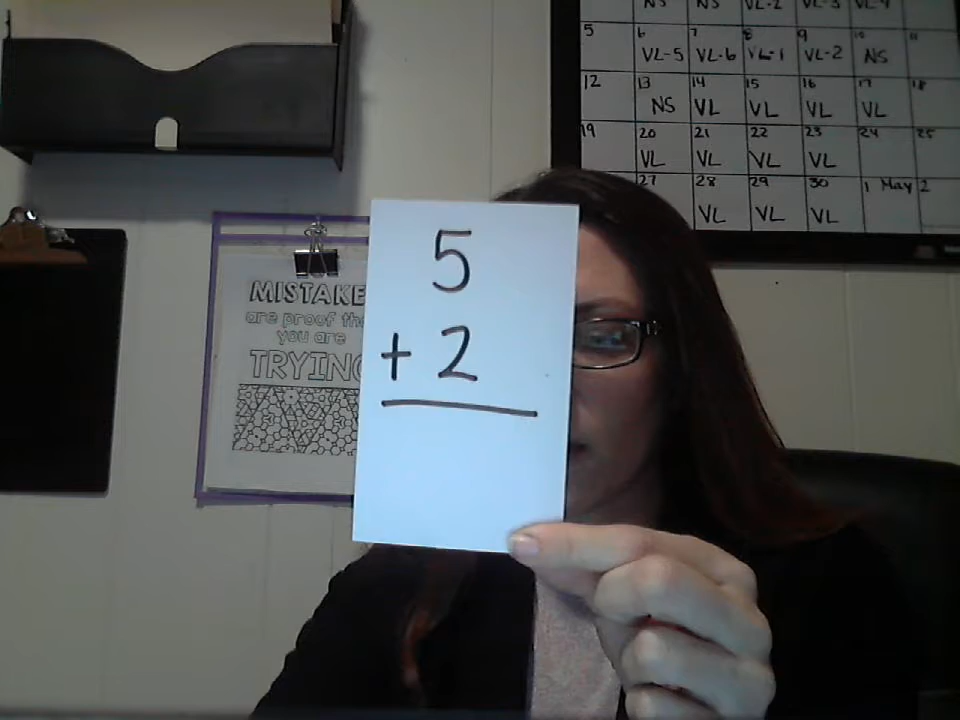 5
+ 2
MISTAKE
are proof th
you are
TRYING
NS NS VL-2 VL-3 VL-4
5 6 7 8 9 10 11
VL-5 VL-6 VL-1 VL-2 NS
12 13 14 15 16 17 18
NS VL VL VL VL
19 20 21 22 23 24 25
VL VL VL VL
27 28 29 30 1 May 2
VL VL VL